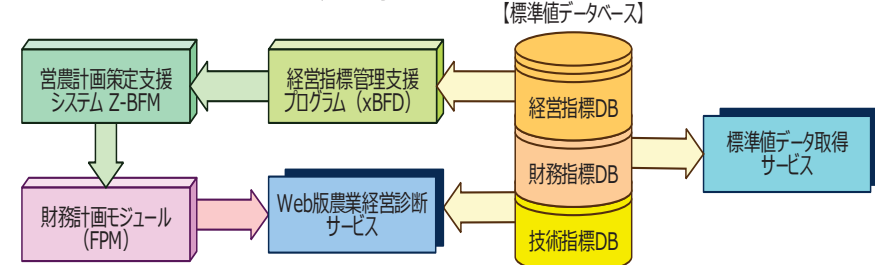 【標準値データベース】
営農計画策定支援
システム Z-BFM
経営指標管理支援
プログラム（xBFD）
経営指標DB
標準値データ取得
サービス
財務指標DB
財務計画モジュール
（FPM）
Web版農業経営診断
サービス
技術指標DB